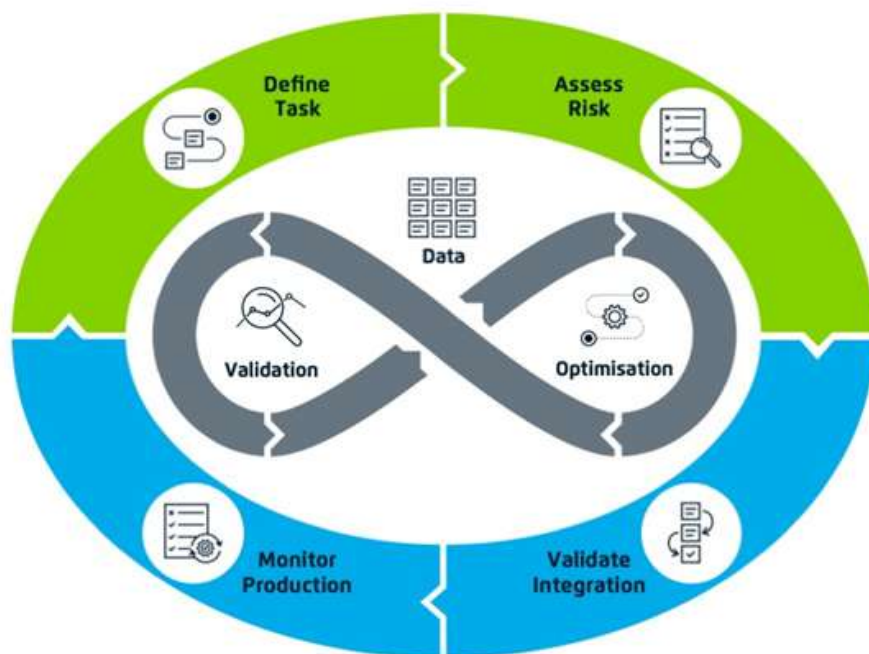 Define
Task
Assess
Risk
Data
Validation
Optimisation
Monitor
Production
Validate
Integration